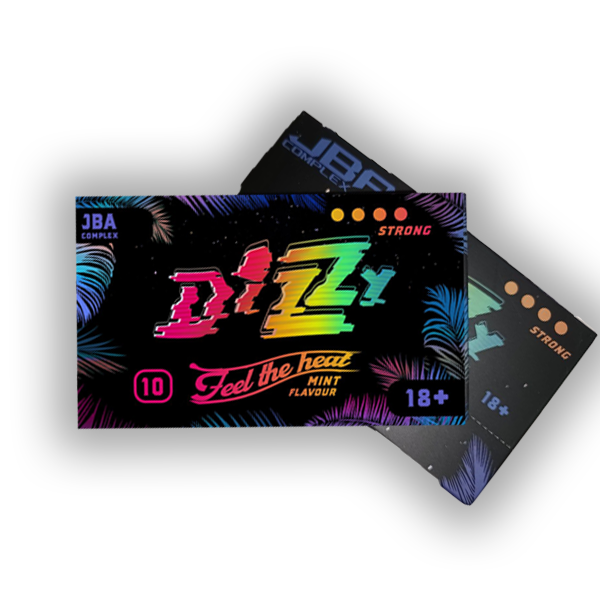 JBA
COMPLEX
STRONG
DiZZy
10
Feel the heat
MINT
FLAVOUR
18+
JBA
COMPLEX
STRONG
18+